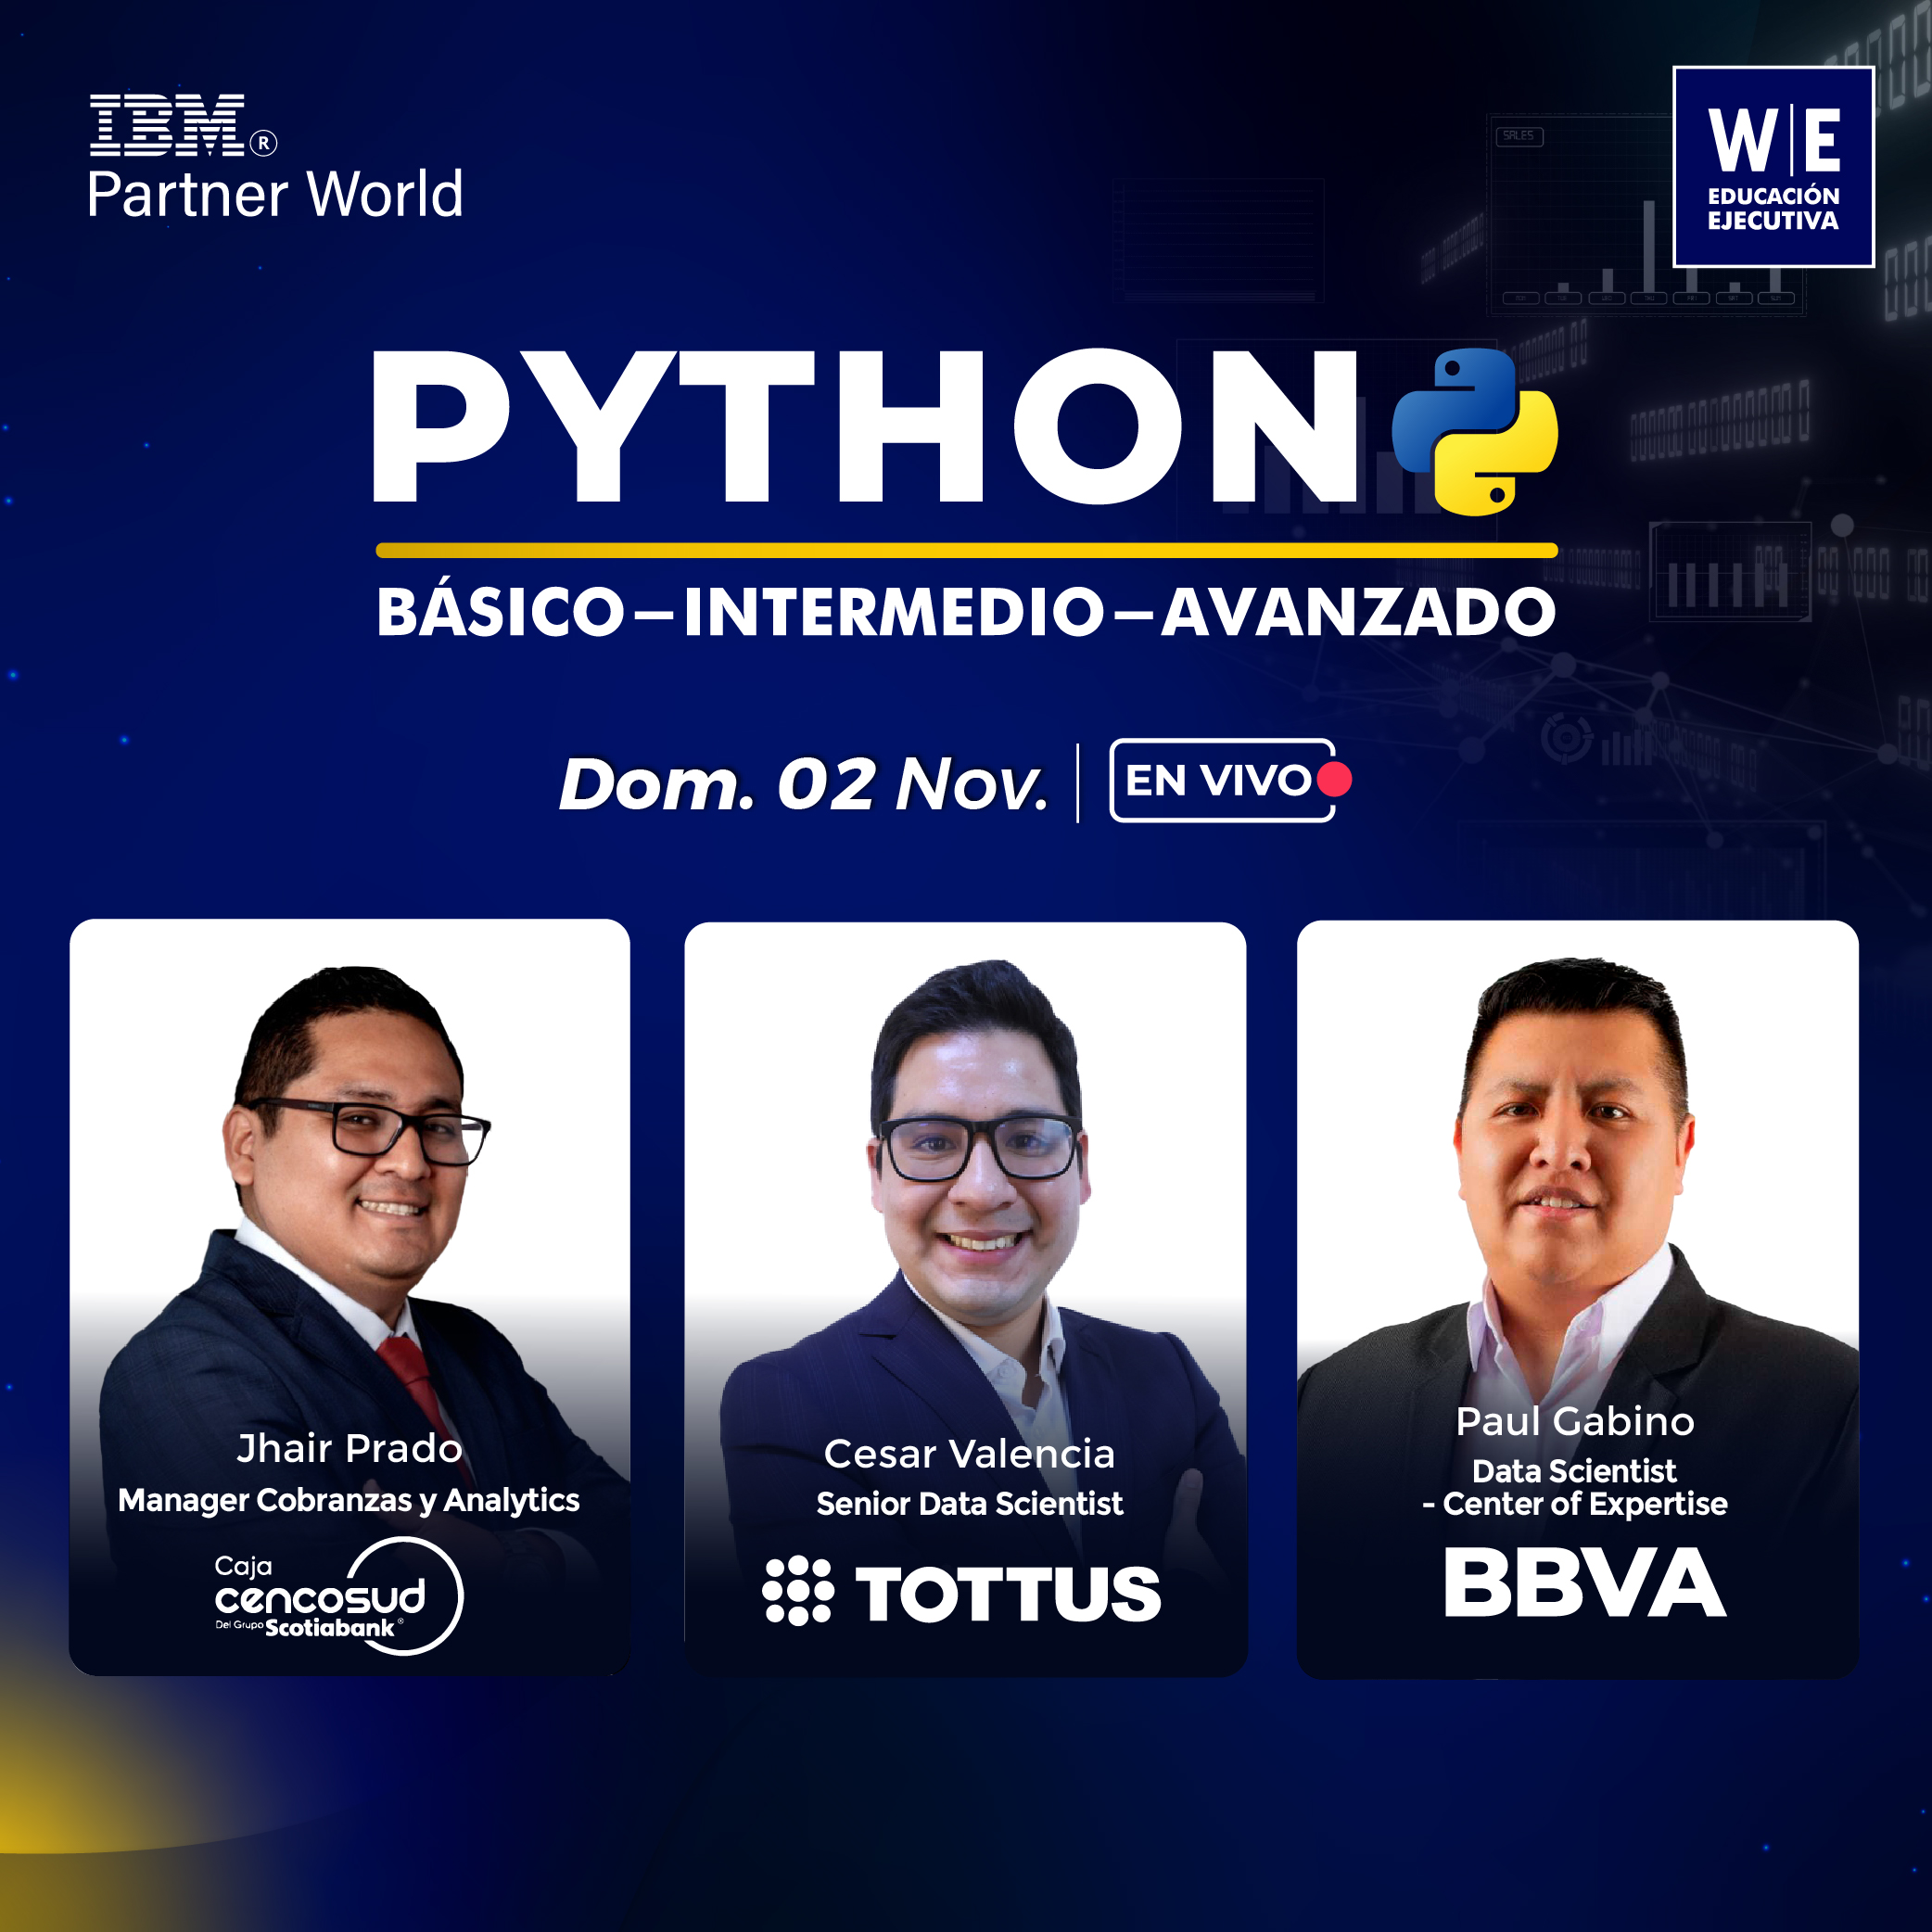 IBM®
Partner World
W|E
EDUCACIÓN
EJECUTIVA
SALES
PYTHON
BÁSICO – INTERMEDIO – AVANZADO
Dom. 02 Nov. | EN VIVO
Jhair Prado
Manager Cobranzas y Analytics
Caja
cencosud
Del Grupo Scotiabank®
Cesar Valencia
Senior Data Scientist
TOTTUS
Paul Gabino
Data Scientist
- Center of Expertise
BBVA